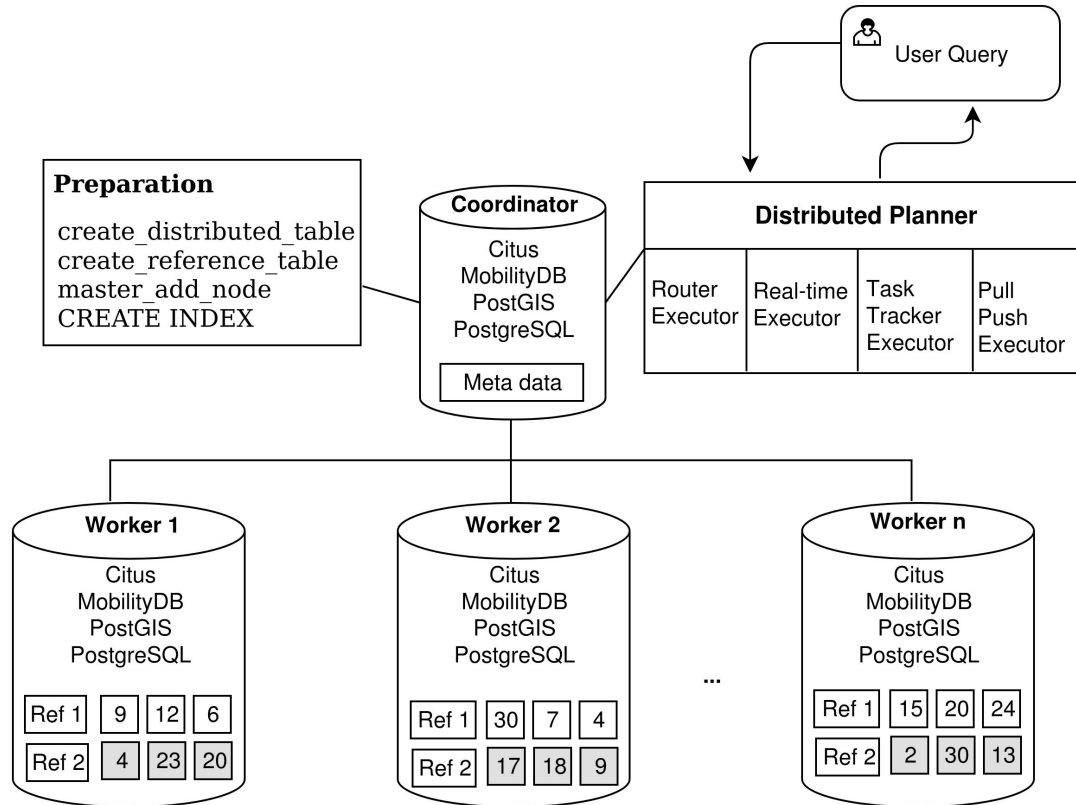 User Query
Preparation
create_distributed_table
create_reference_table
master_add_node
CREATE INDEX
Coordinator
Citus
MobilityDB
PostGIS
PostgreSQL
Meta data
Distributed Planner
Router
Executor
Real-time
Executor
Task
Tracker
Executor
Pull
Push
Executor
Worker 1
Citus
MobilityDB
PostGIS
PostgreSQL
Ref 1 9 12 6
Ref 2 4 23 20
Worker 2
Citus
MobilityDB
PostGIS
PostgreSQL
Ref 1 30 7 4
Ref 2 17 18 9
...
Worker n
Citus
MobilityDB
PostGIS
PostgreSQL
Ref 1 15 20 24
Ref 2 2 30 13